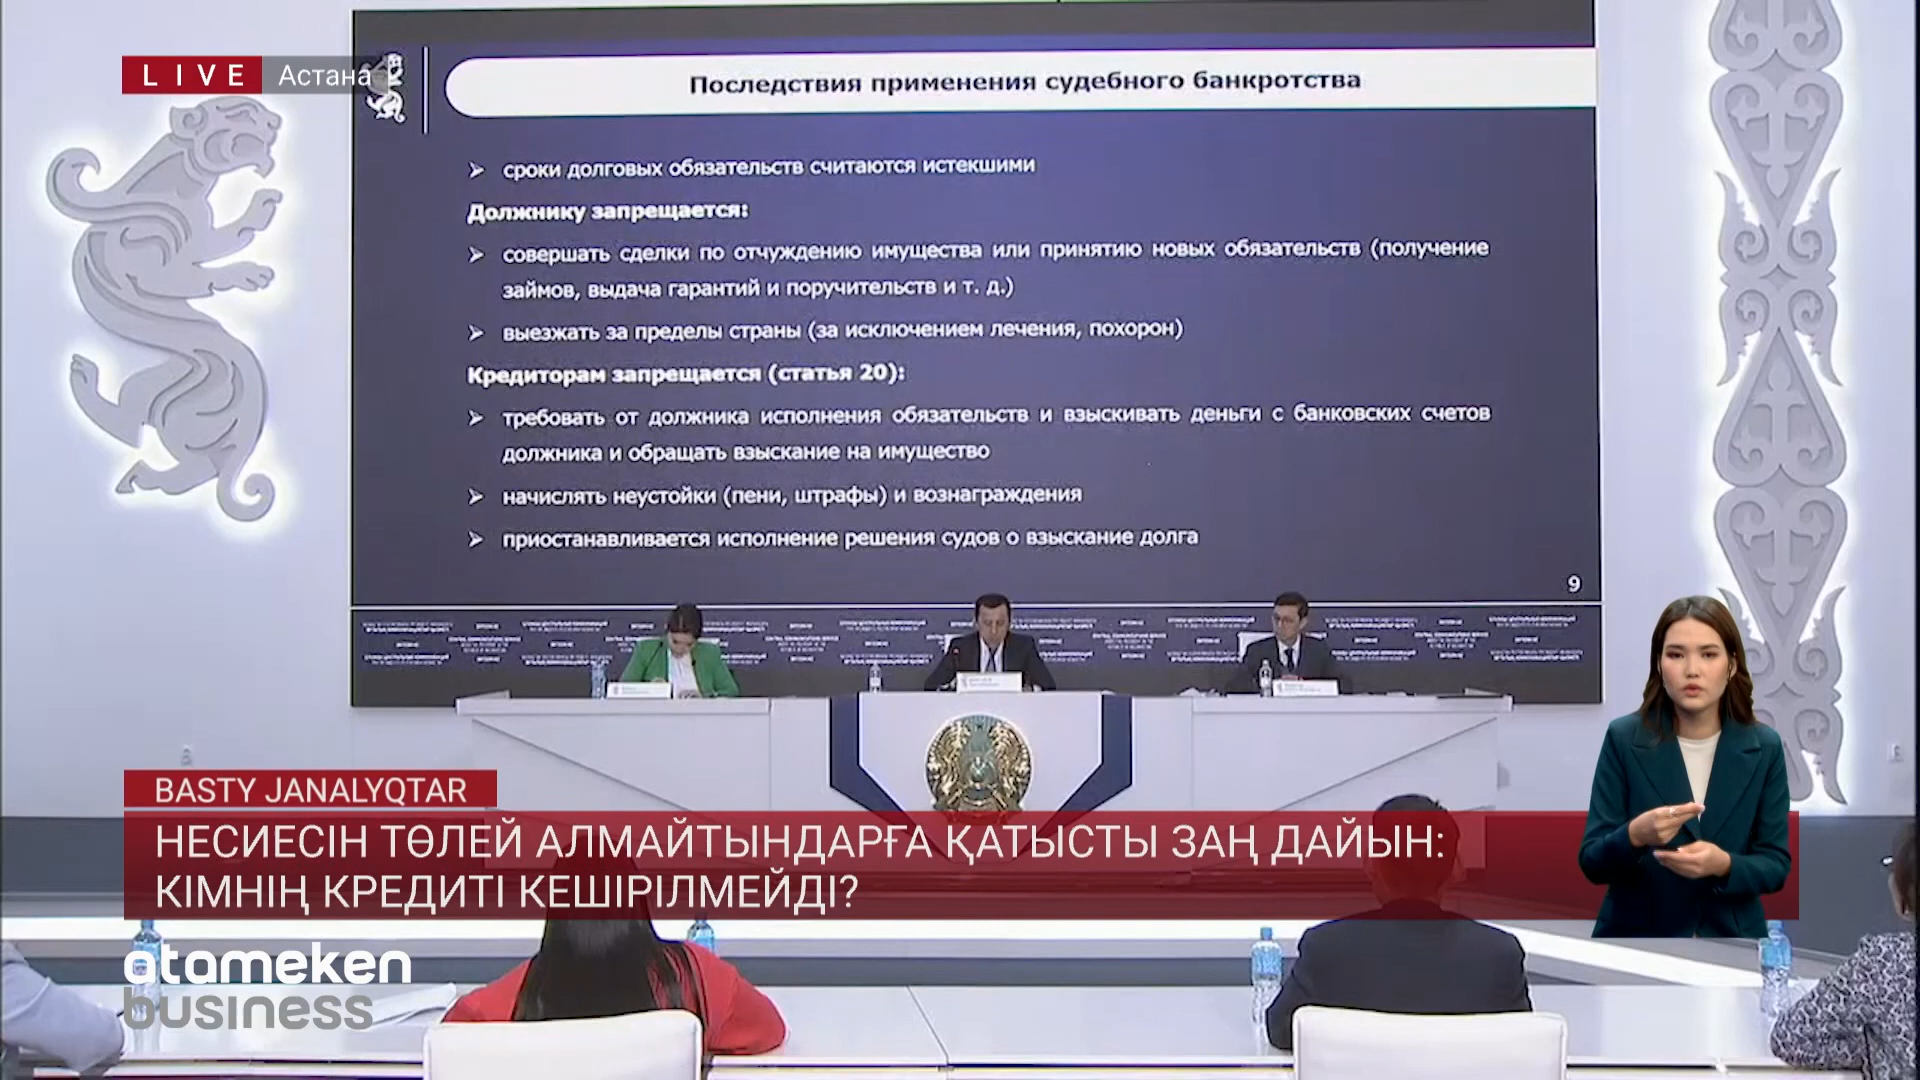 LIVE Астана
Последствия применения судебного банкротства
сроки долговых обязательств считаются истекшими
Должнику запрещается:
совершать сделки по отчуждению имущества или принятию новых обязательств (получение
займов, выдача гарантий и поручительств и т. д.)
выезжать за пределы страны (за исключением лечения, похорон)
Кредиторам запрещается (статья 20):
требовать от должника исполнения обязательств и взыскивать деньги с банковских счетов
должника и обращать взыскание на имущество
начислять неустойки (пени, штрафы) и вознаграждения
приостанавливается исполнение решения судов о взыскание долга
9
BASTY JANALYQTAR
НЕСИЕСІН ТӨЛЕЙ АЛМАЙТЫНДАРҒА ҚАТЫСТЫ ЗАҢ ДАЙЫН:
КІМНІҢ КРЕДИТІ КЕШІРІЛМЕЙДІ?
atameken
business